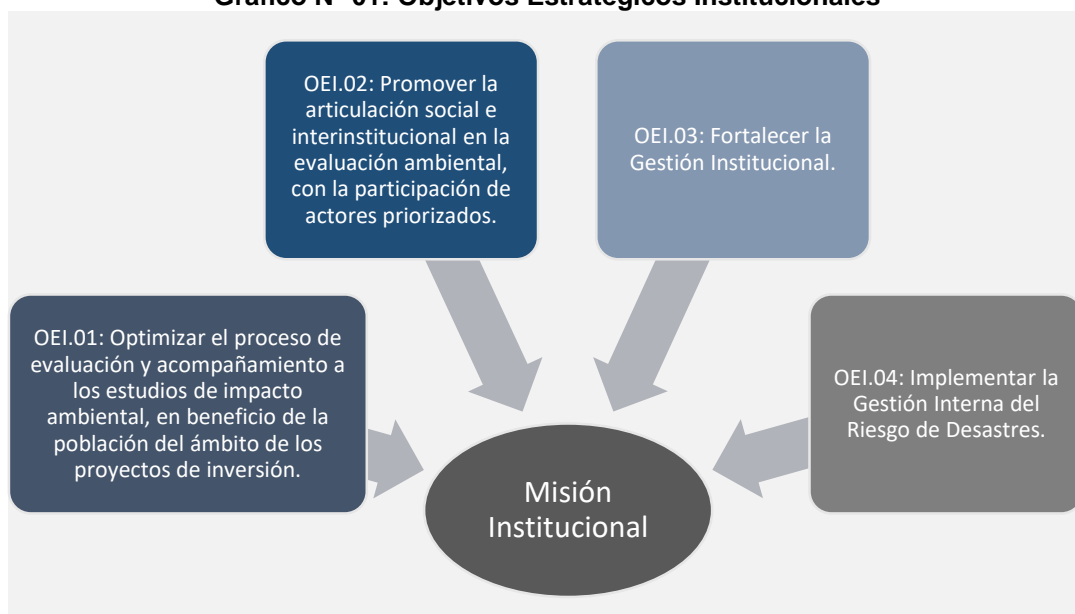 Gráfico N° 01: Objetivos Estratégicos Institucionales
OEI.02: Promover la
articulación social e
interinstitucional en la
evaluación ambiental,
con la participación de
actores priorizados.
OEI.03: Fortalecer la
Gestión Institucional.
OEI.01: Optimizar el proceso de
evaluación y acompañamiento a
los estudios de impacto
ambiental, en beneficio de la
población del ámbito de los
proyectos de inversión.
OEI.04: Implementar la
Gestión Interna del
Riesgo de Desastres.
Misión
Institucional